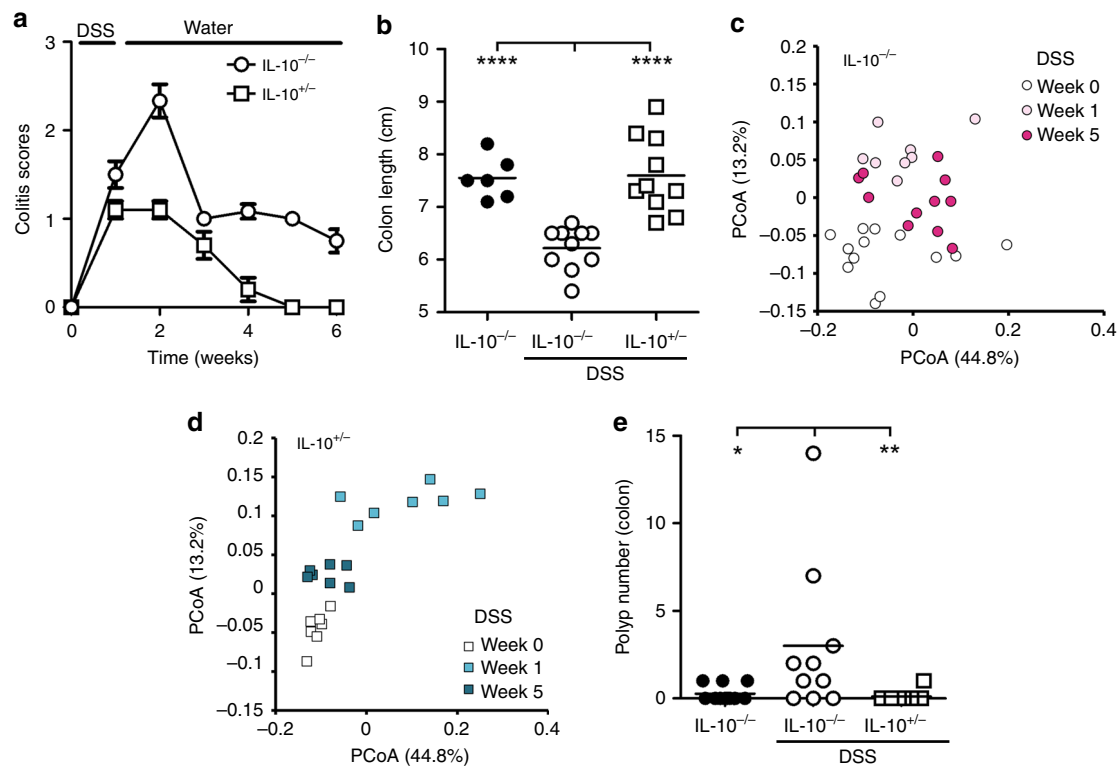 a
DSS
Water
3
2
1
0
Colitis scores
IL-10–/–
IL-10+/–
0 2 4 6
Time (weeks)
b
**** ****
10
9
8
7
6
5
Colon length (cm)
IL-10–/– IL-10–/– IL-10+/–
DSS
c
IL-10–/–
DSS
Week 0
Week 1
Week 5
0.2
0.15
0.1
0.05
0
–0.05
–0.1
–0.15
PCoA (13.2%)
–0.2 0 0.2 0.4
PCoA (44.8%)
d
IL-10+/–
0.2
0.15
0.1
0.05
0
–0.05
–0.1
–0.15
PCoA (13.2%)
DSS
Week 0
Week 1
Week 5
–0.2 0 0.2 0.4
PCoA (44.8%)
e
* **
15
10
5
0
Polyp number (colon)
IL-10–/– IL-10–/– IL-10+/–
DSS